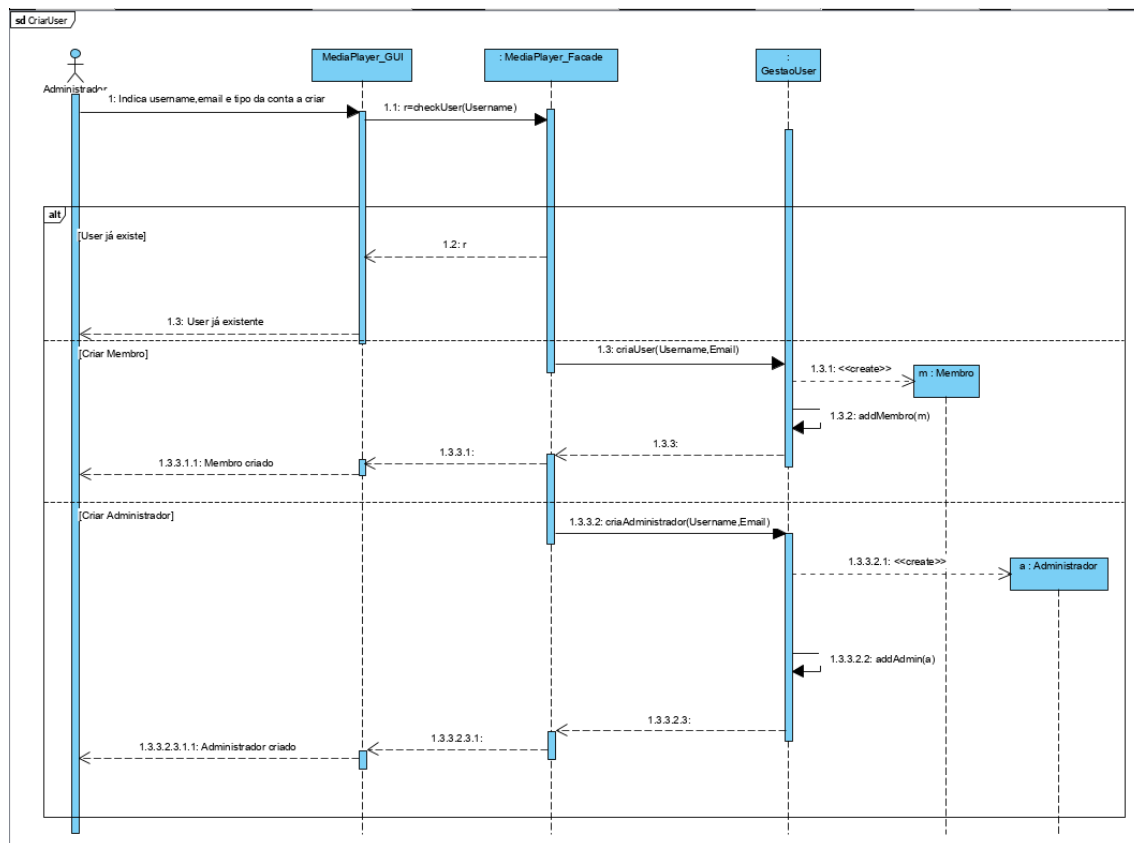 sd CriarUser
Administrador
MediaPlayer_GUI
: MediaPlayer_Facade
:
GestaoUser
1: Indica username,email e tipo da conta a criar
1.1: r=checkUser(Username)
alt
[User já existe]
1.2: r
1.3: User já existente
[Criar Membro]
1.3: criaUser(Username,Email)
1.3.1: <<create>>
m : Membro
1.3.2: addMembro(m)
1.3.3:
1.3.3.1:
1.3.3.1.1: Membro criado
[Criar Administrador]
1.3.3.2: criaAdministrador(Username,Email)
1.3.3.2.1: <<create>>
a : Administrador
1.3.3.2.2: addAdmin(a)
1.3.3.2.3:
1.3.3.2.3.1:
1.3.3.2.3.1.1: Administrador criado